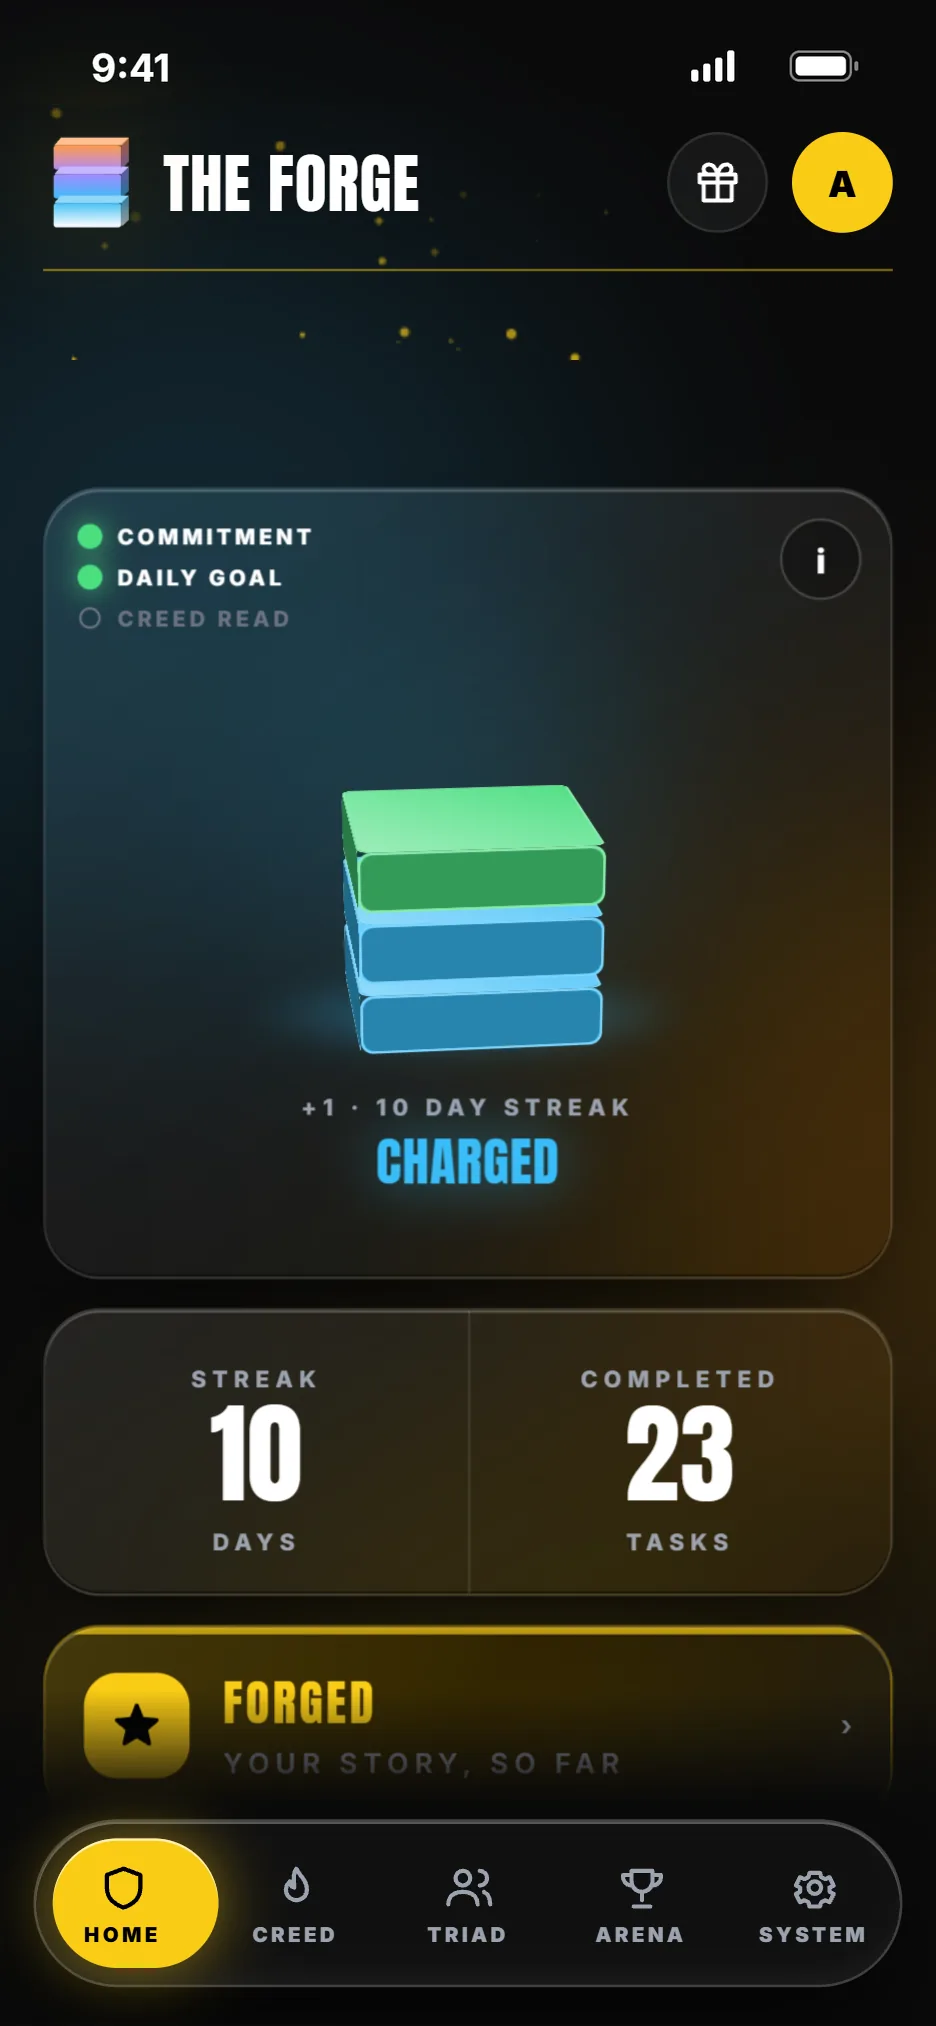 9:41
THE FORGE
A
COMMITMENT
i
DAILY GOAL
CREED READ
+1 · 10 DAY STREAK
CHARGED
STREAK
10
DAYS
COMPLETED
23
TASKS
FORGED
YOUR STORY, SO FAR
HOME
CREED
TRIAD
ARENA
SYSTEM